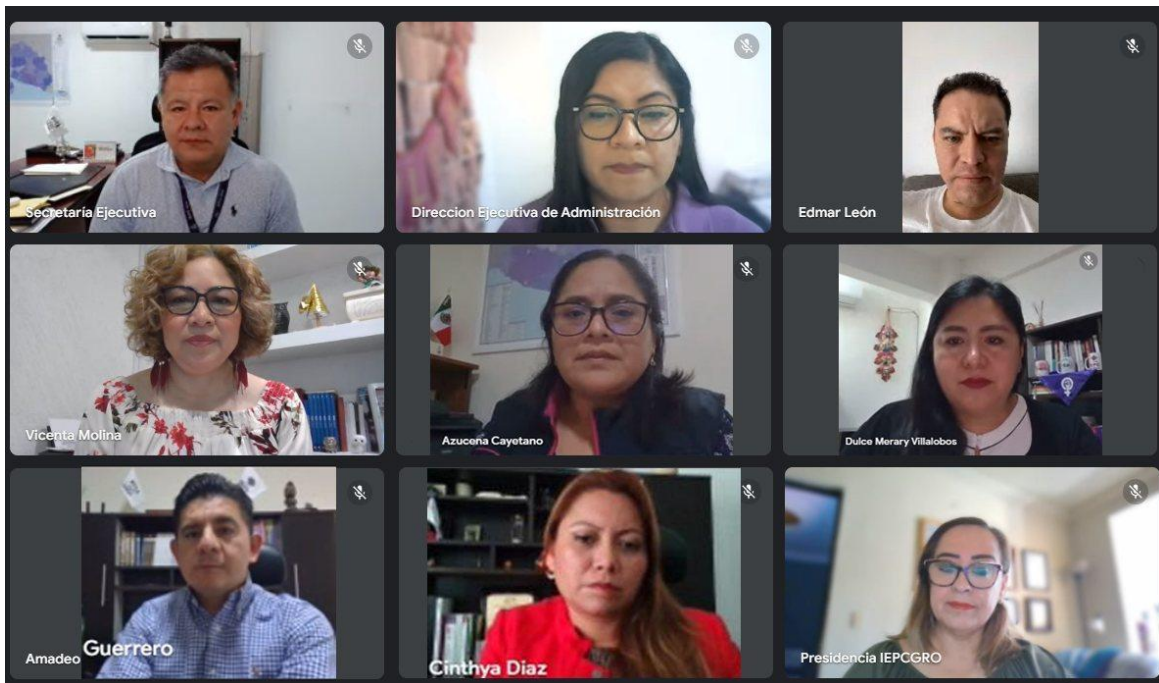 Secretaría Ejecutiva
Direccion Ejecutiva de Administración
Edmar León
Vicenta Molina
Azucena Cayetano
Dulce Merary Villalobos
Amadeo Guerrero
Cinthya Diaz
Presidencia IEPCGRO